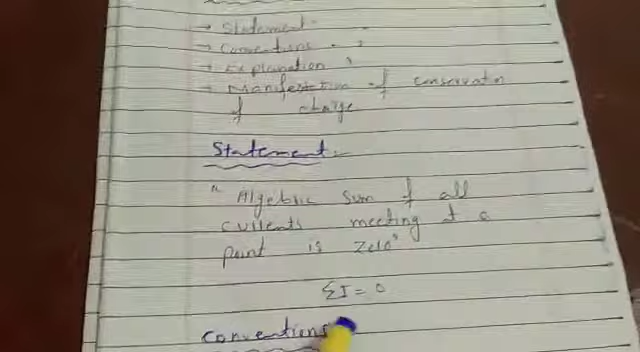 → Statement
→ Conventions
→ Explanation
→ Manifestation of conservation
of charge
Statement:
" Algebric Sum of all
currents meeting at a
point is zero"
ΣI = 0
Conventions